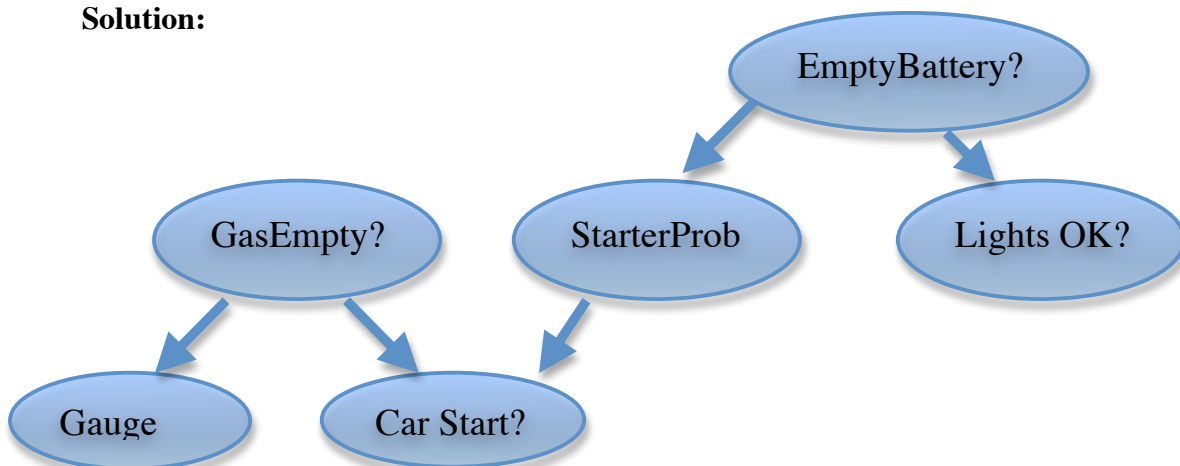 Solution:
EmptyBattery?
GasEmpty?
StarterProb
Lights OK?
Gauge
Car Start?